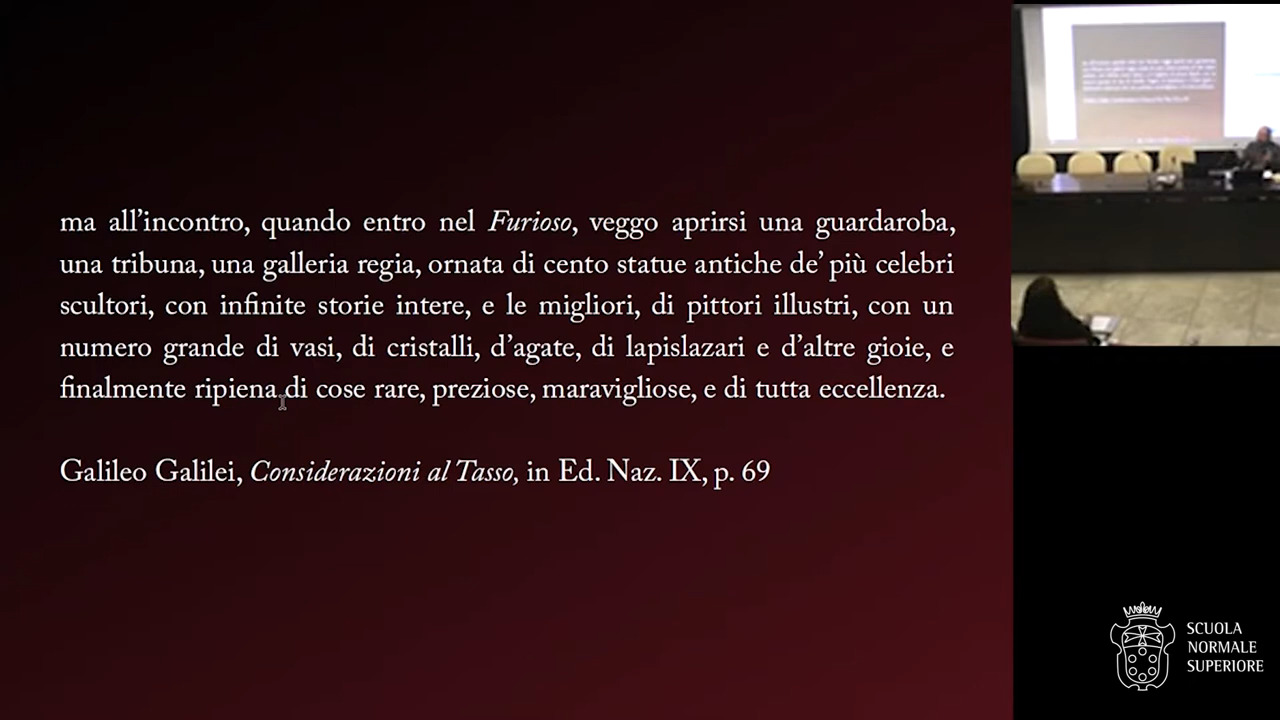 ma all’incontro, quando entro nel Furioso, veggo aprirsi una guardaroba,
una tribuna, una galleria regia, ornata di cento statue antiche de’ più celebri
scultori, con infinite storie intere, e le migliori, di pittori illustri, con un
numero grande di vasi, di cristalli, d’agate, di lapislazari e d’altre gioie, e
finalmente ripiena di cose rare, preziose, maravigliose, e di tutta eccellenza.
Galileo Galilei, Considerazioni al Tasso, in Ed. Naz. IX, p. 69
SCUOLA
NORMALE
SUPERIORE